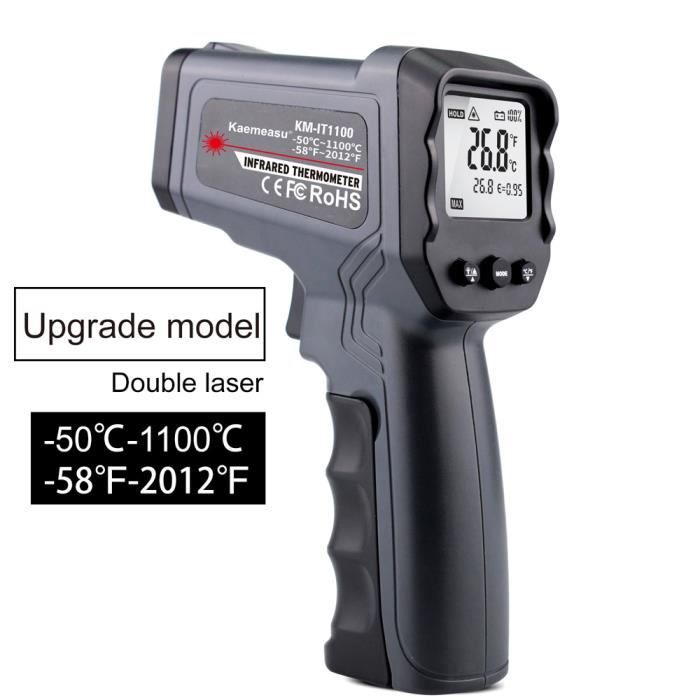 Kaemeasu® KM-IT1100
-50℃~1100℃
-58°F~2012°F
INFRARED THERMOMETER
CE FC RoHS
HOLD 100%
26.8 °F
°C
26.8 ε=0.95
MAX
MODE
℃/℉
Upgrade model
Double laser
-50℃-1100℃
-58℉-2012℉